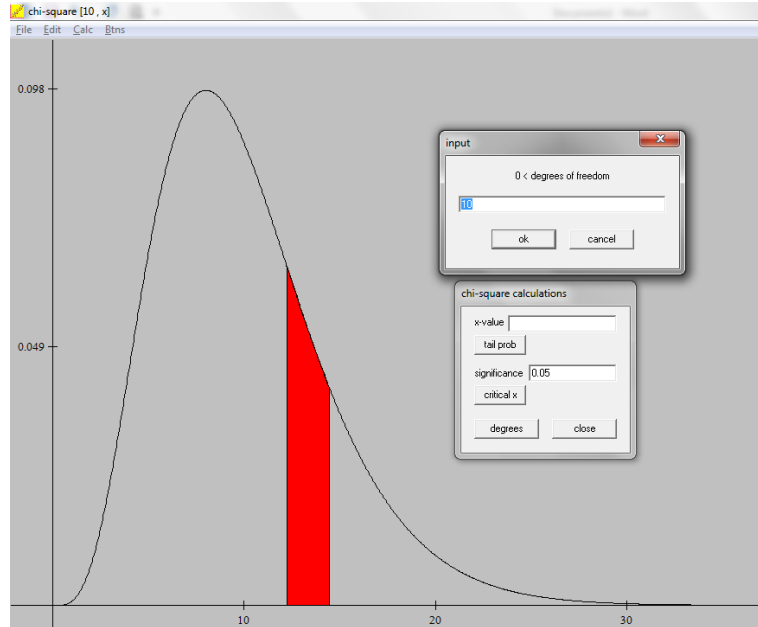 chi-square [10 , x]
File Edit Calc Btns
0.098
input
0 < degrees of freedom
10
ok cancel
chi-square calculations
x-value
tail prob
0.049
significance 0.05
critical x
degrees close
10 20 30